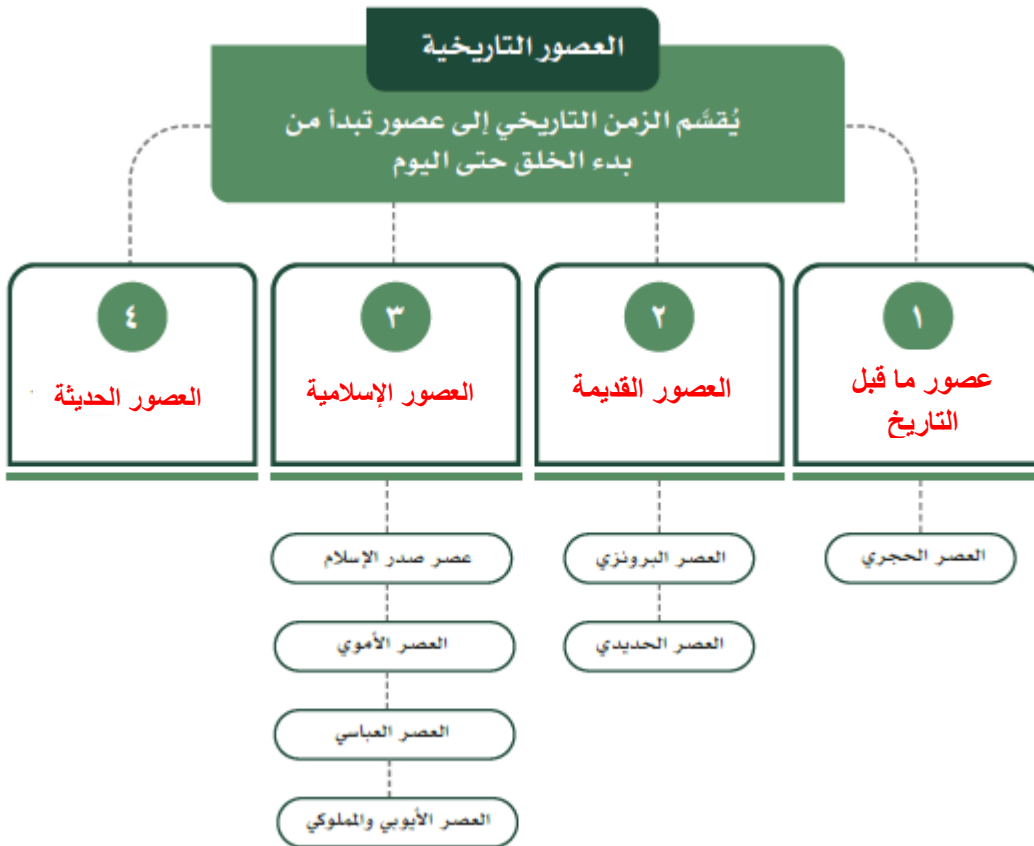 العصور التاريخية
يُقسَّم الزمن التاريخي إلى عصور تبدأ من
بدء الخلق حتى اليوم
١
عصور ما قبل
التاريخ
العصر الحجري
٢
العصور القديمة
العصر البرونزي
العصر الحديدي
٣
العصور الإسلامية
عصر صدر الإسلام
العصر الأموي
العصر العباسي
العصر الأيوبي والمملوكي
٤
العصور الحديثة